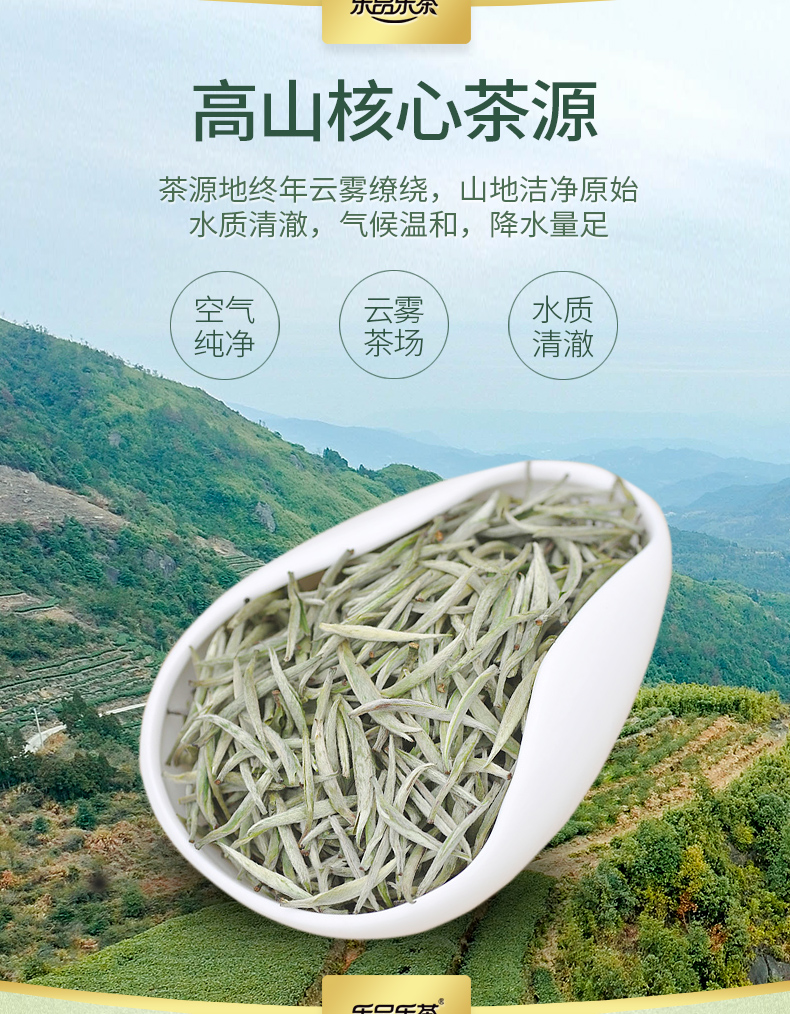 乐品乐茶
高山核心茶源
茶源地终年云雾缭绕，山地洁净原始
水质清澈，气候温和，降水量足
空气
纯净
云雾
茶场
水质
清澈
乐品乐茶